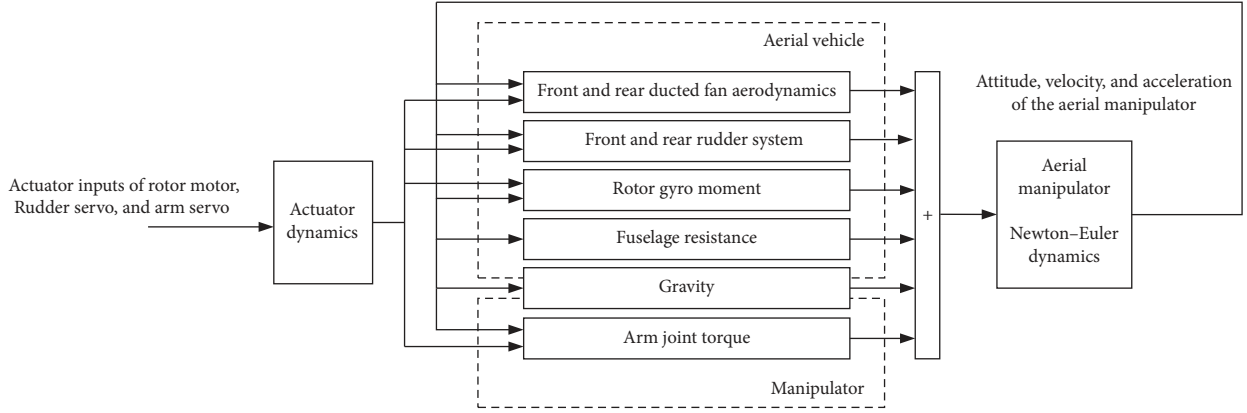 Aerial vehicle
Front and rear ducted fan aerodynamics
Front and rear rudder system
Rotor gyro moment
Fuselage resistance
Gravity
Arm joint torque
Manipulator
Actuator inputs of rotor motor,
Rudder servo, and arm servo
Actuator
dynamics
+
Attitude, velocity, and acceleration
of the aerial manipulator
Aerial
manipulator
Newton–Euler
dynamics